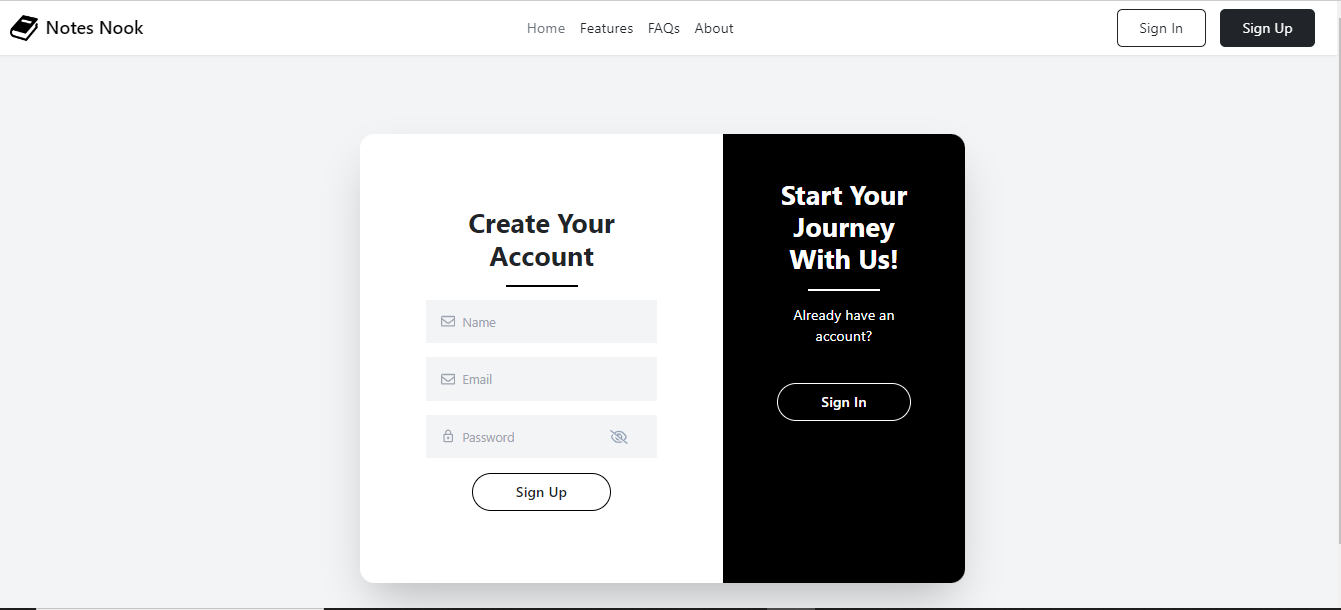 Notes Nook
Home Features FAQs About
Sign In
Sign Up
Create Your
Account
Name
Email
Password
Sign Up
Start Your
Journey
With Us!
Already have an
account?
Sign In